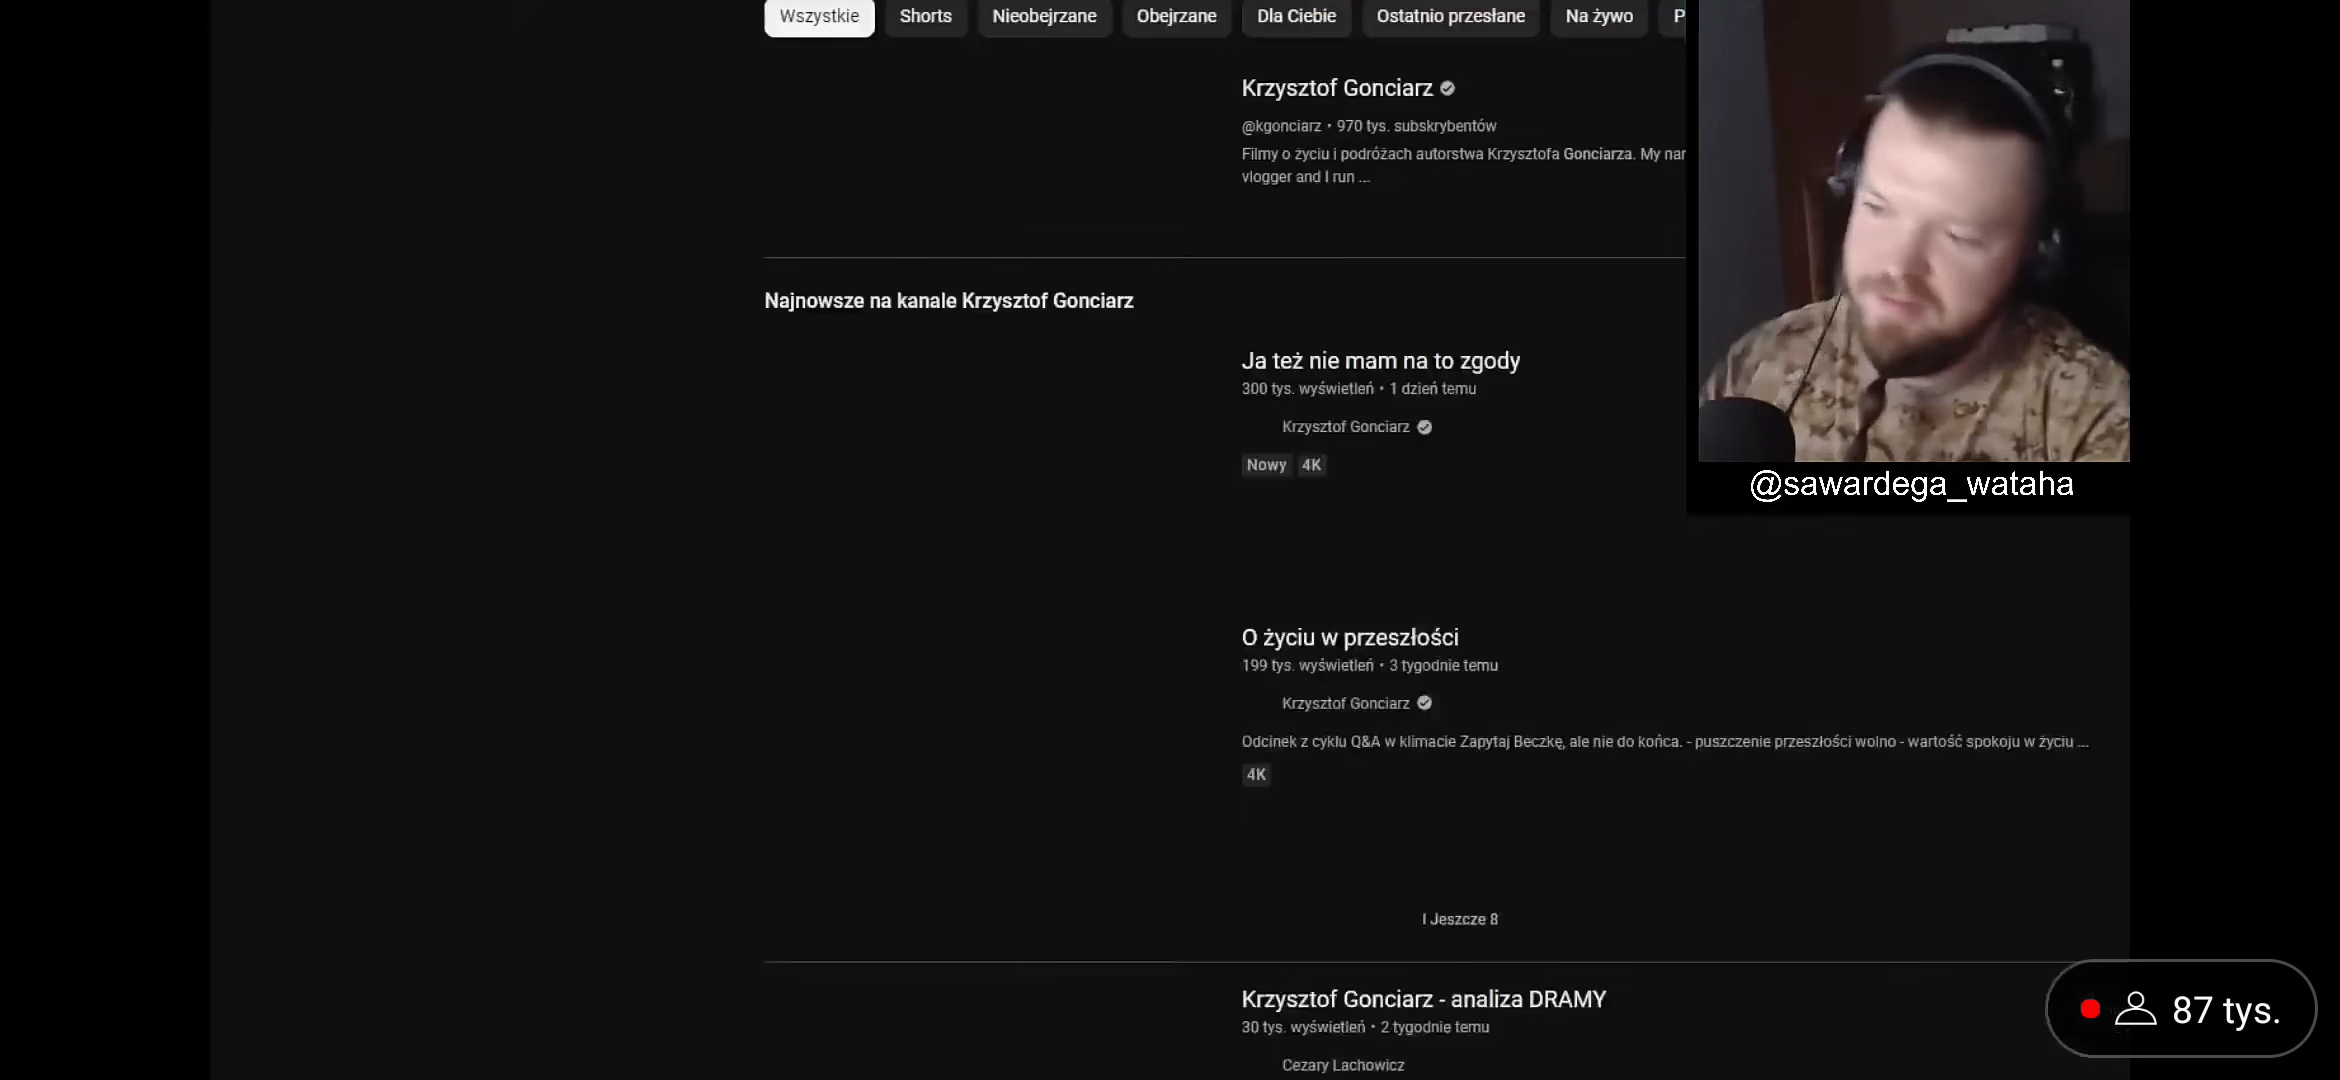 Wszystkie Shorts Nieobejrzane Obejrzane Dla Ciebie Ostatnio przesłane Na żywo P
Krzysztof Gonciarz
@kgonciarz • 970 tys. subskrybentów
Filmy o życiu i podróżach autorstwa Krzysztofa Gonciarza. My nar
vlogger and I run ...
Najnowsze na kanale Krzysztof Gonciarz
Ja też nie mam na to zgody
300 tys. wyświetleń • 1 dzień temu
Krzysztof Gonciarz
Nowy 4K
@sawardega_wataha
O życiu w przeszłości
199 tys. wyświetleń • 3 tygodnie temu
Krzysztof Gonciarz
Odcinek z cyklu Q&A w klimacie Zapytaj Beczkę, ale nie do końca. - puszczenie przeszłości wolno - wartość spokoju w życiu ...
4K
I Jeszcze 8
Krzysztof Gonciarz - analiza DRAMY
30 tys. wyświetleń • 2 tygodnie temu
Cezary Lachowicz
87 tys.